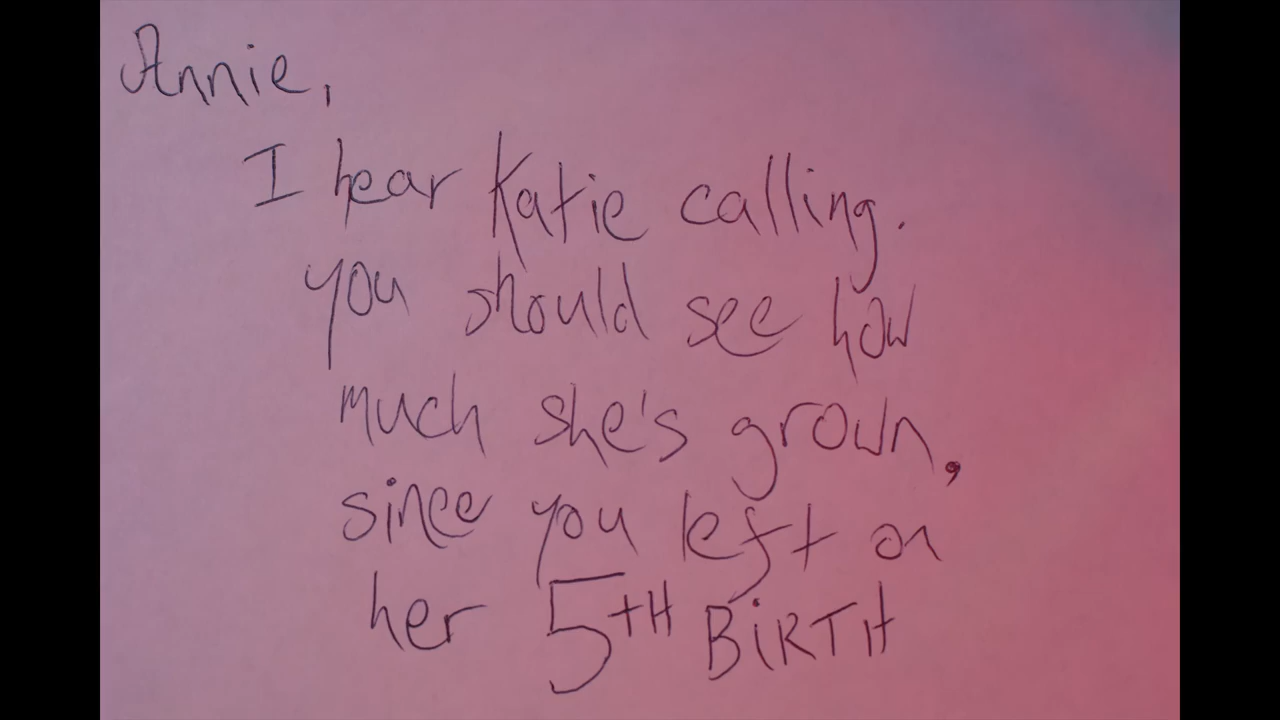 Annie,
I hear Katie calling.
you should see how
much she's grown,
since you left on
her 5TH BiRTH